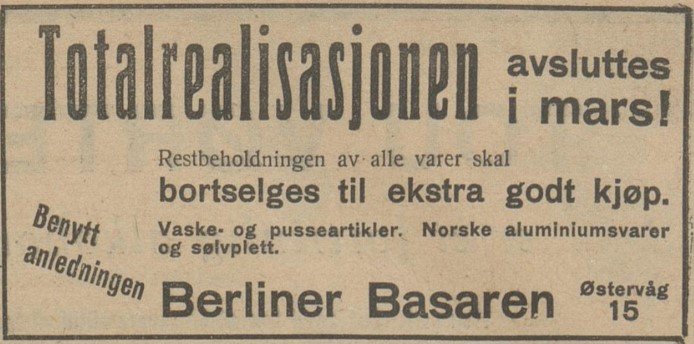 Totalrealisasjonen avsluttes
i mars!
Restbeholdningen av alle varer skal
bortselges til ekstra godt kjøp.
Vaske- og pusseartikler. Norske aluminiumsvarer
og sølvplett.
Benytt
anledningen
Berliner Basaren Østervåg
15